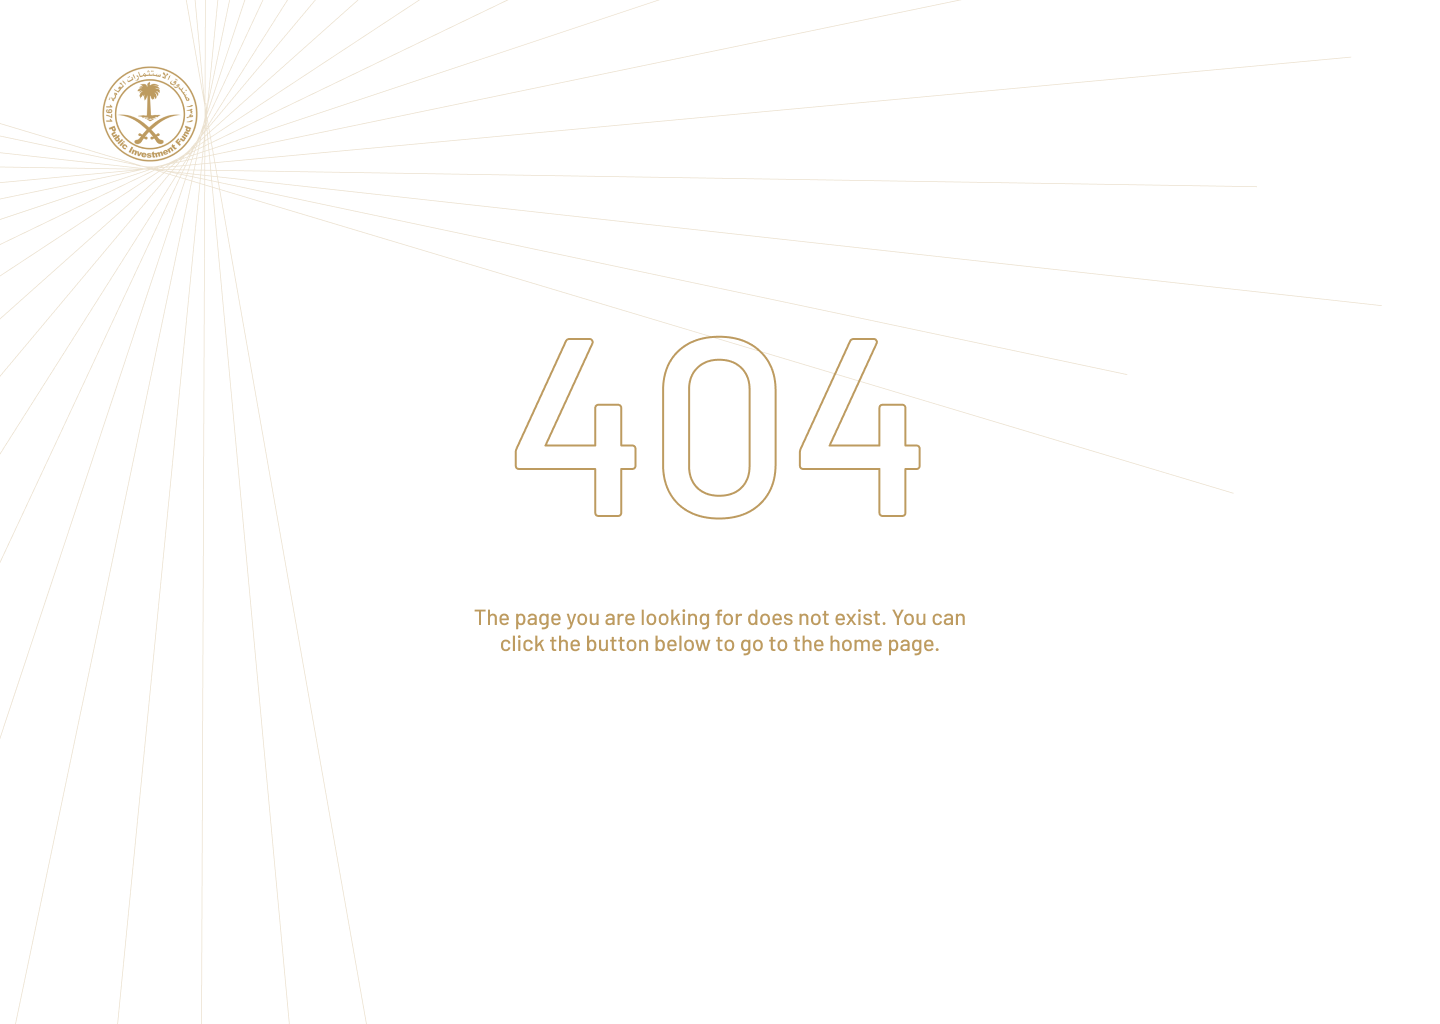 صندوق الاستثمارات العامة
١٣٩١
1971
Public Investment Fund
404
The page you are looking for does not exist. You can
click the button below to go to the home page.